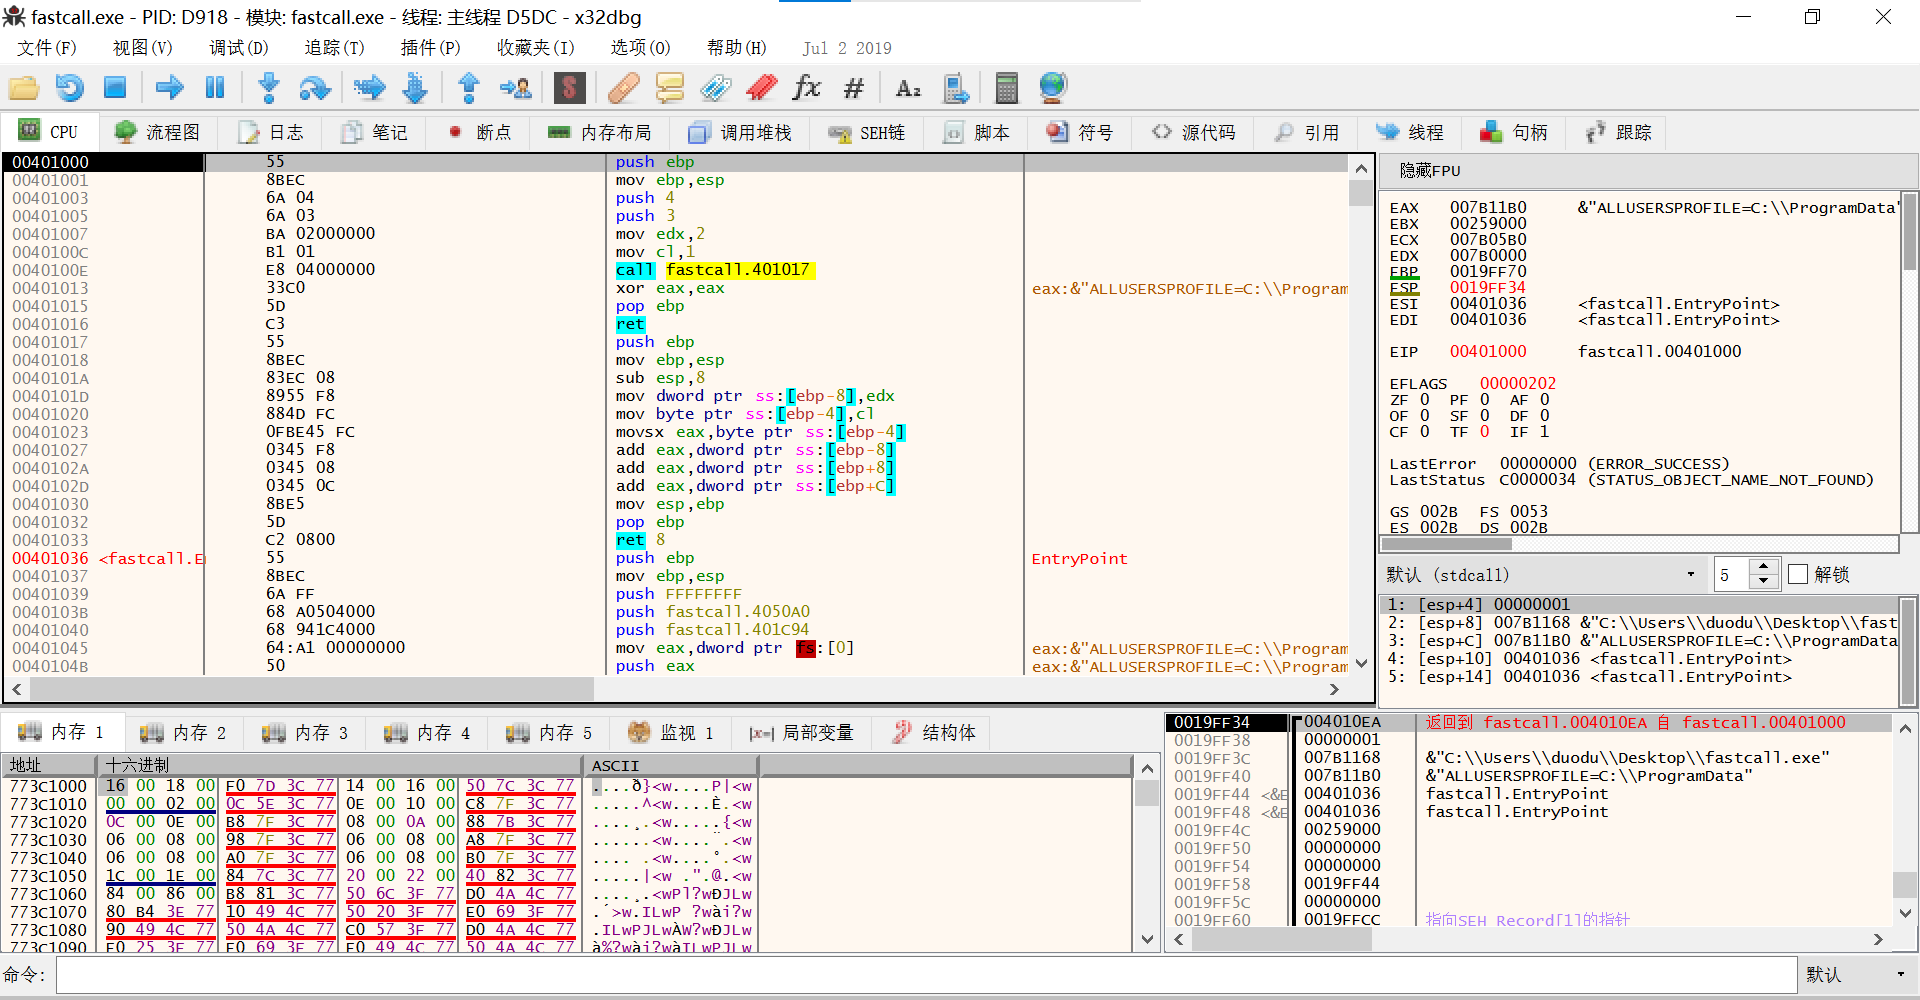 fastcall.exe - PID: D918 - 模块: fastcall.exe - 线程: 主线程 D5DC - x32dbg
文件(F) 视图(V) 调试(D) 追踪(T) 插件(P) 收藏夹(I) 选项(O) 帮助(H) Jul 2 2019
CPU 流程图 日志 笔记 断点 内存布局 调用堆栈 SEH链 脚本 符号 源代码 引用 线程 句柄 跟踪
00401000 55 push ebp
00401001 8BEC mov ebp,esp
00401003 6A 04 push 4
00401005 6A 03 push 3
00401007 BA 02000000 mov edx,2
0040100C B1 01 mov cl,1
0040100E E8 04000000 call fastcall.401017
00401013 33C0 xor eax,eax eax:&"ALLUSERSPROFILE=C:\\Program
00401015 5D pop ebp
00401016 C3 ret
00401017 55 push ebp
00401018 8BEC mov ebp,esp
0040101A 83EC 08 sub esp,8
0040101D 8955 F8 mov dword ptr ss:[ebp-8],edx
00401020 884D FC mov byte ptr ss:[ebp-4],cl
00401023 0FBE45 FC movsx eax,byte ptr ss:[ebp-4]
00401027 0345 F8 add eax,dword ptr ss:[ebp-8]
0040102A 0345 08 add eax,dword ptr ss:[ebp+8]
0040102D 0345 0C add eax,dword ptr ss:[ebp+C]
00401030 8BE5 mov esp,ebp
00401032 5D pop ebp
00401033 C2 0800 ret 8
00401036 <fastcall.E 55 push ebp EntryPoint
00401037 8BEC mov ebp,esp
00401039 6A FF push FFFFFFFF
0040103B 68 A0504000 push fastcall.4050A0
00401040 68 941C4000 push fastcall.401C94
00401045 64:A1 00000000 mov eax,dword ptr fs:[0] eax:&"ALLUSERSPROFILE=C:\\Program
0040104B 50 push eax eax:&"ALLUSERSPROFILE=C:\\Program
隐藏FPU
EAX 007B11B0 &"ALLUSERSPROFILE=C:\\ProgramData"
EBX 00259000
ECX 007B05B0
EDX 007B0000
EBP 0019FF70
ESP 0019FF34
ESI 00401036 <fastcall.EntryPoint>
EDI 00401036 <fastcall.EntryPoint>
EIP 00401000 fastcall.00401000
EFLAGS 00000202
ZF 0 PF 0 AF 0
OF 0 SF 0 DF 0
CF 0 TF 0 IF 1
LastError 00000000 (ERROR_SUCCESS)
LastStatus C0000034 (STATUS_OBJECT_NAME_NOT_FOUND)
GS 002B FS 0053
ES 002B DS 002B
默认 (stdcall) 5 解锁
1: [esp+4] 00000001
2: [esp+8] 007B1168 &"C:\\Users\\duodu\\Desktop\\fast
3: [esp+C] 007B11B0 &"ALLUSERSPROFILE=C:\\ProgramData
4: [esp+10] 00401036 <fastcall.EntryPoint>
5: [esp+14] 00401036 <fastcall.EntryPoint>
内存 1 内存 2 内存 3 内存 4 内存 5 监视 1 局部变量 结构体
地址 十六进制 ASCII
773C1000 16 00 18 00 F0 7D 3C 77 14 00 16 00 50 7C 3C 77 ....ð}<w....P|<w
773C1010 00 00 02 00 0C 5E 3C 77 0E 00 10 00 C8 7F 3C 77 .....^<w....È.<w
773C1020 0C 00 0E 00 B8 7F 3C 77 08 00 0A 00 88 7B 3C 77 ....¸.<w.....{<w
773C1030 06 00 08 00 98 7F 3C 77 06 00 08 00 A8 7F 3C 77 ......<w....¨.<w
773C1040 06 00 08 00 A0 7F 3C 77 06 00 08 00 B0 7F 3C 77 .... .<w....°.<w
773C1050 1C 00 1E 00 84 7C 3C 77 20 00 22 00 40 82 3C 77 .....|<w .".@.<w
773C1060 84 00 86 00 B8 81 3C 77 50 6C 3F 77 D0 4A 4C 77 ....¸.<wPl?wÐJLw
773C1070 80 B4 3E 77 10 49 4C 77 50 20 3F 77 E0 69 3F 77 .´>w.ILwP ?wài?w
773C1080 90 49 4C 77 50 4A 4C 77 C0 57 3F 77 D0 4A 4C 77 .ILwPJLwÀW?wÐJLw
773C1090 E0 25 3F 77 E0 69 3F 77 E0 49 4C 77 50 4A 4C 77 à%?wài?wàILwPJLw
0019FF34 004010EA 返回到 fastcall.004010EA 自 fastcall.00401000
0019FF38 00000001
0019FF3C 007B1168 &"C:\\Users\\duodu\\Desktop\\fastcall.exe"
0019FF40 007B11B0 &"ALLUSERSPROFILE=C:\\ProgramData"
0019FF44 <&E 00401036 fastcall.EntryPoint
0019FF48 <&E 00401036 fastcall.EntryPoint
0019FF4C 00259000
0019FF50 00000000
0019FF54 00000000
0019FF58 0019FF44
0019FF5C 00000000
0019FF60 0019FFCC 指向SEH_Record[1]的指针
命令: 默认